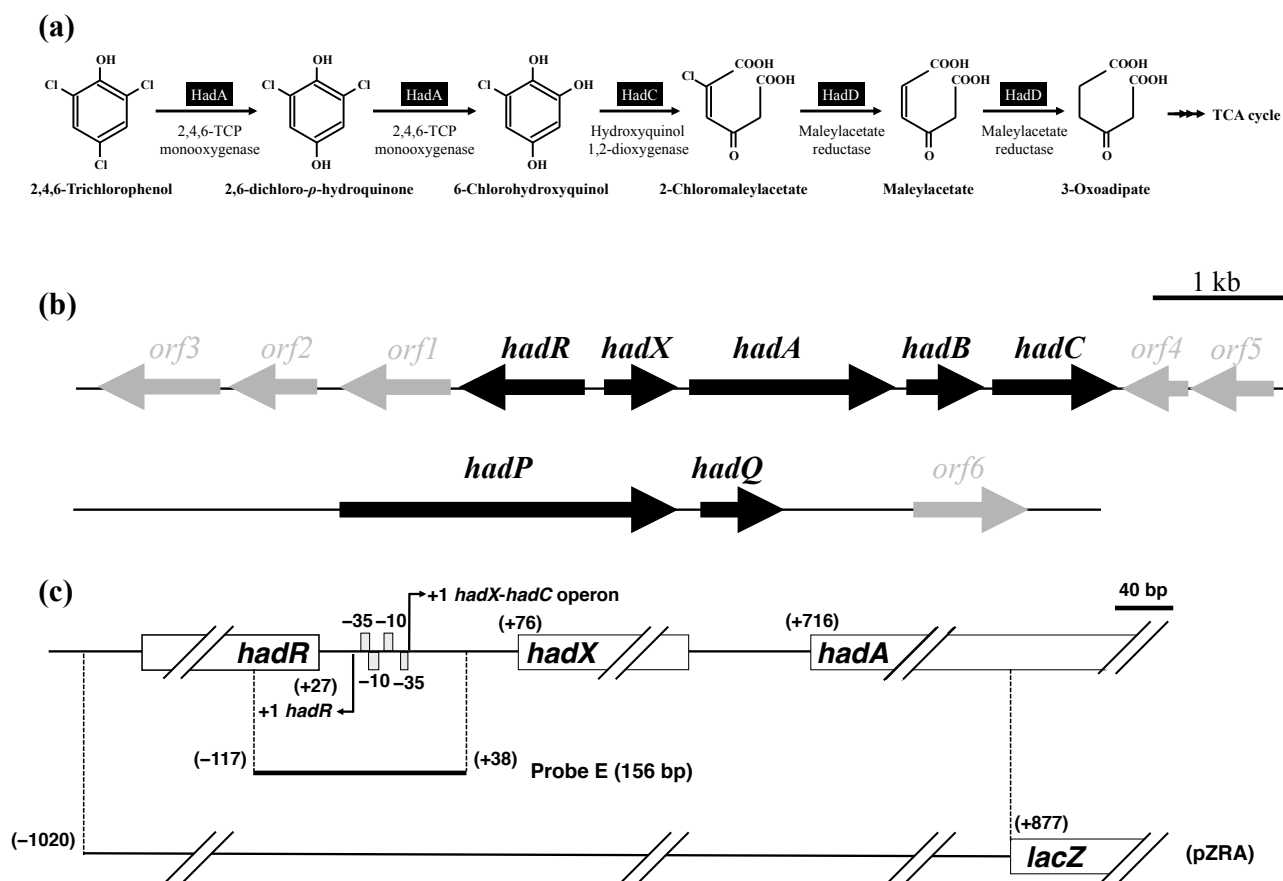 (a)
OH
Cl
Cl
Cl
2,4,6-Trichlorophenol
HadA
2,4,6-TCP
monooxygenase
OH
Cl
Cl
OH
2,6-dichloro-p-hydroquinone
HadA
2,4,6-TCP
monooxygenase
OH
Cl
OH
OH
6-Chlorohydroxyquinol
HadC
Hydroxyquinol
1,2-dioxygenase
Cl
COOH
COOH
O
2-Chloromaleylacetate
HadD
Maleylacetate
reductase
COOH
COOH
O
Maleylacetate
HadD
Maleylacetate
reductase
COOH
COOH
O
3-Oxoadipate
TCA cycle
(b)
1 kb
orf3
orf2
orf1
hadR
hadX
hadA
hadB
hadC
orf4
orf5
hadP
hadQ
orf6
(c)
40 bp
+1 hadX-hadC operon
−35
−10
(+76)
(+716)
hadR
hadX
hadA
(+27)
−10
−35
+1 hadR
(−117)
(+38)
Probe E (156 bp)
(−1020)
(+877)
lacZ
(pZRA)